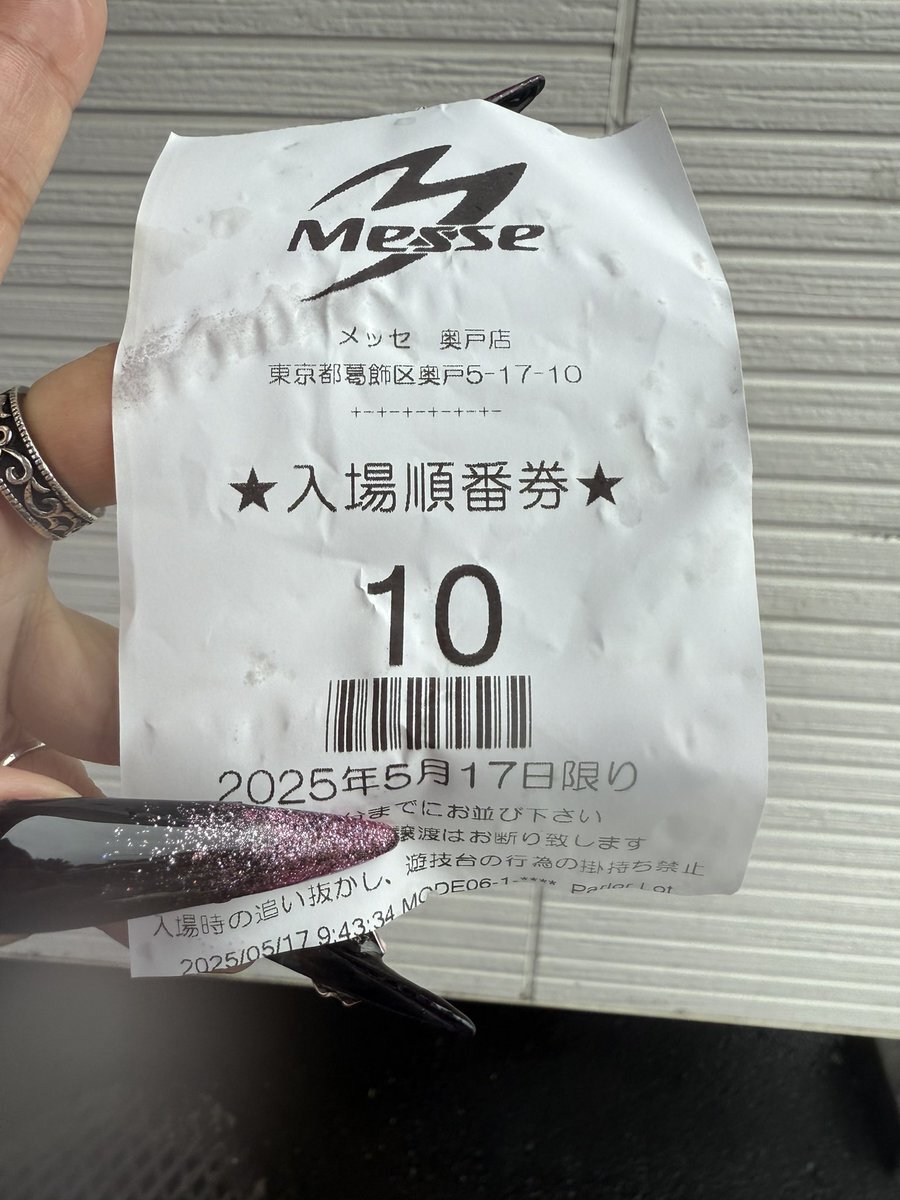 Messe
メッセ 奥戸店
東京都葛飾区奥戸5-17-10
+-+-+-+-+-+-
★入場順番券★
10
2025年5月17日限り
分までにお並び下さい
譲渡はお断り致します
入場時の追い抜かし、遊技台の行為の掛持ち禁止
2025/05/17 9:43:34 MODE06-1-**** Parlor Lot